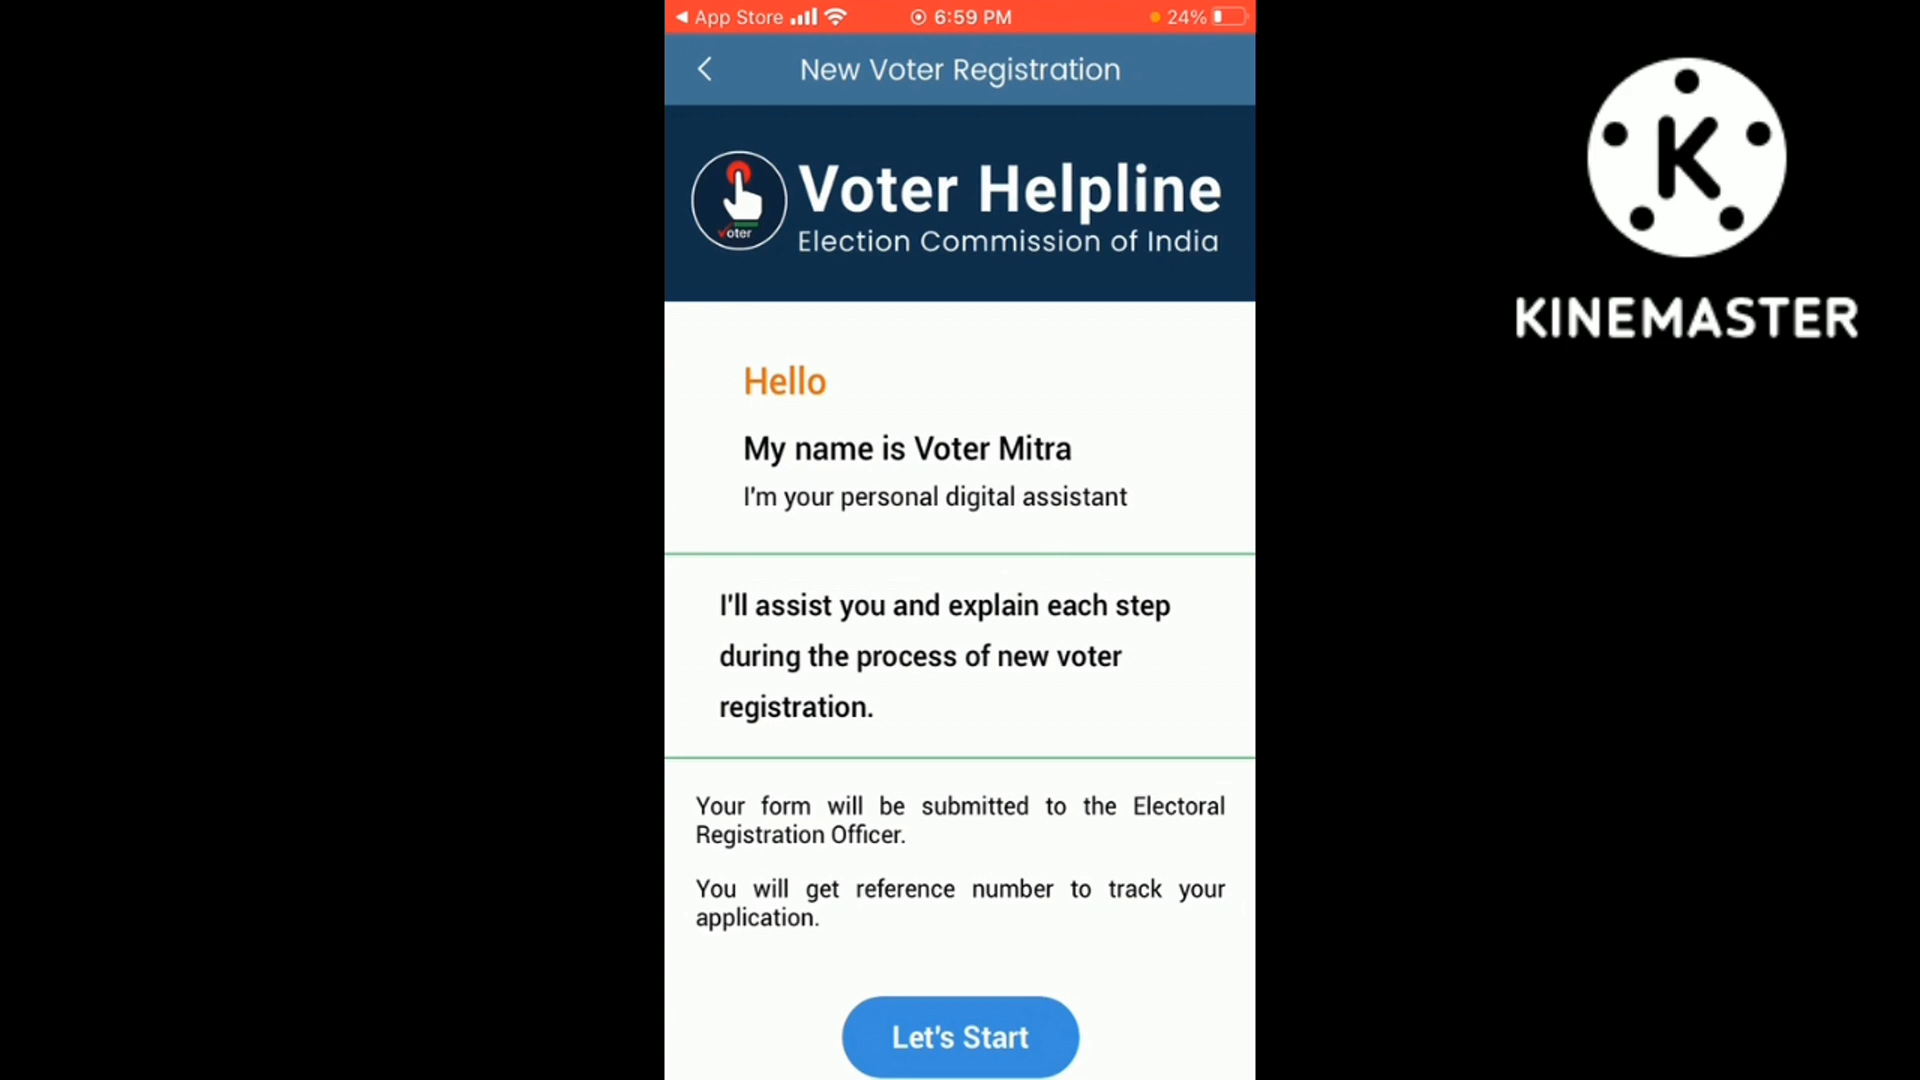 App Store
6:59 PM
24%
New Voter Registration
Voter Helpline
Election Commission of India
Voter
Hello
My name is Voter Mitra
I'm your personal digital assistant
I'll assist you and explain each step
during the process of new voter
registration.
Your form will be submitted to the Electoral
Registration Officer.
You will get reference number to track your
application.
Let's Start
K
KINEMASTER